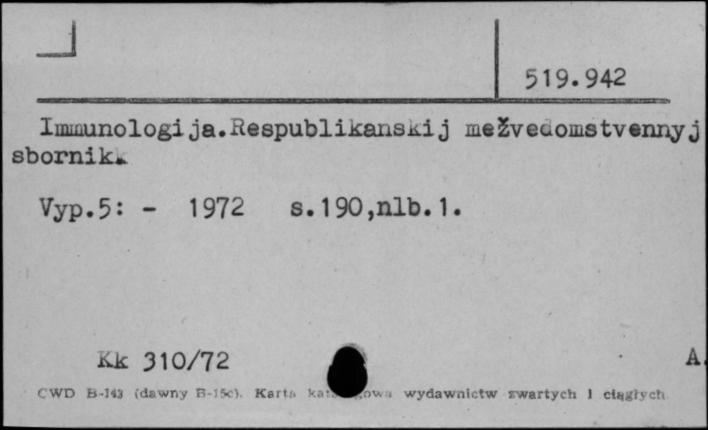 519.942
Immunologija.Respublikanskij mežvedomstvennyj
sbornik.
Vyp.5: - 1972 s.190,nlb.1.
Kk 310/72
A.
CWD B-143 (dawny B-15c). Karta wydawnictw zwartych i ciągłych